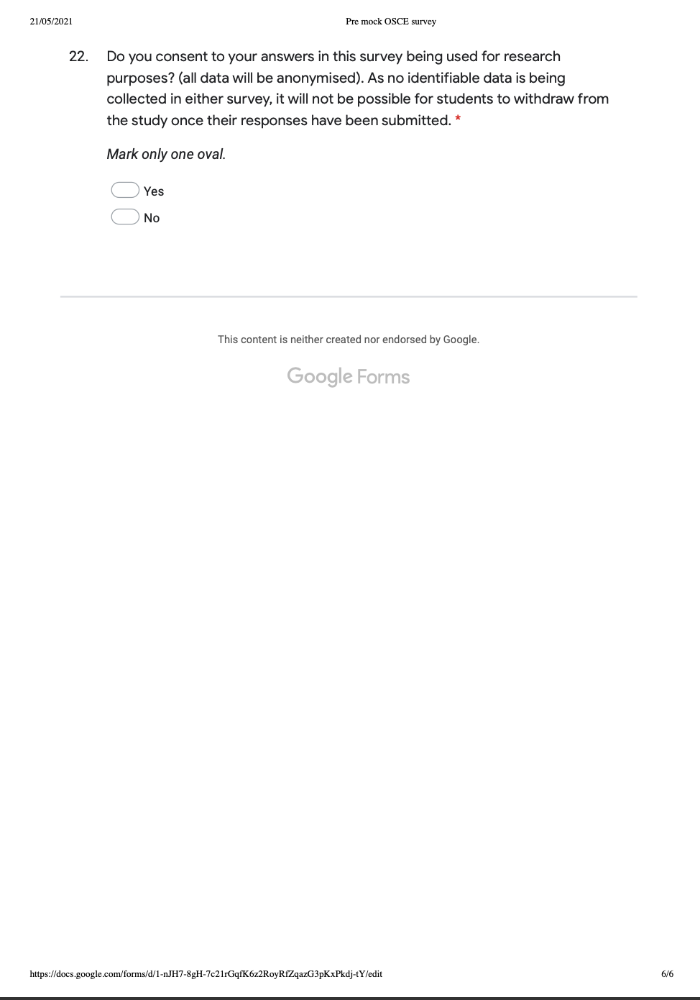 21/05/2021 Pre mock OSCE survey
22. Do you consent to your answers in this survey being used for research
purposes? (all data will be anonymised). As no identifiable data is being
collected in either survey, it will not be possible for students to withdraw from
the study once their responses have been submitted. *
Mark only one oval.
Yes
No
This content is neither created nor endorsed by Google.
Google Forms
https://docs.google.com/forms/d/1-nJH7-8gH-7c21rGqfK6z2RoyRfZqazG3pKxPkdj-tY/edit 6/6